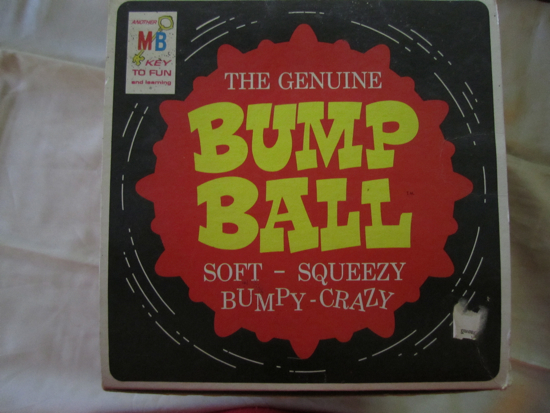 ANOTHER
MB
KEY
TO FUN
and learning
THE GENUINE
BUMP
BALL
SOFT - SQUEEZY
BUMPY-CRAZY